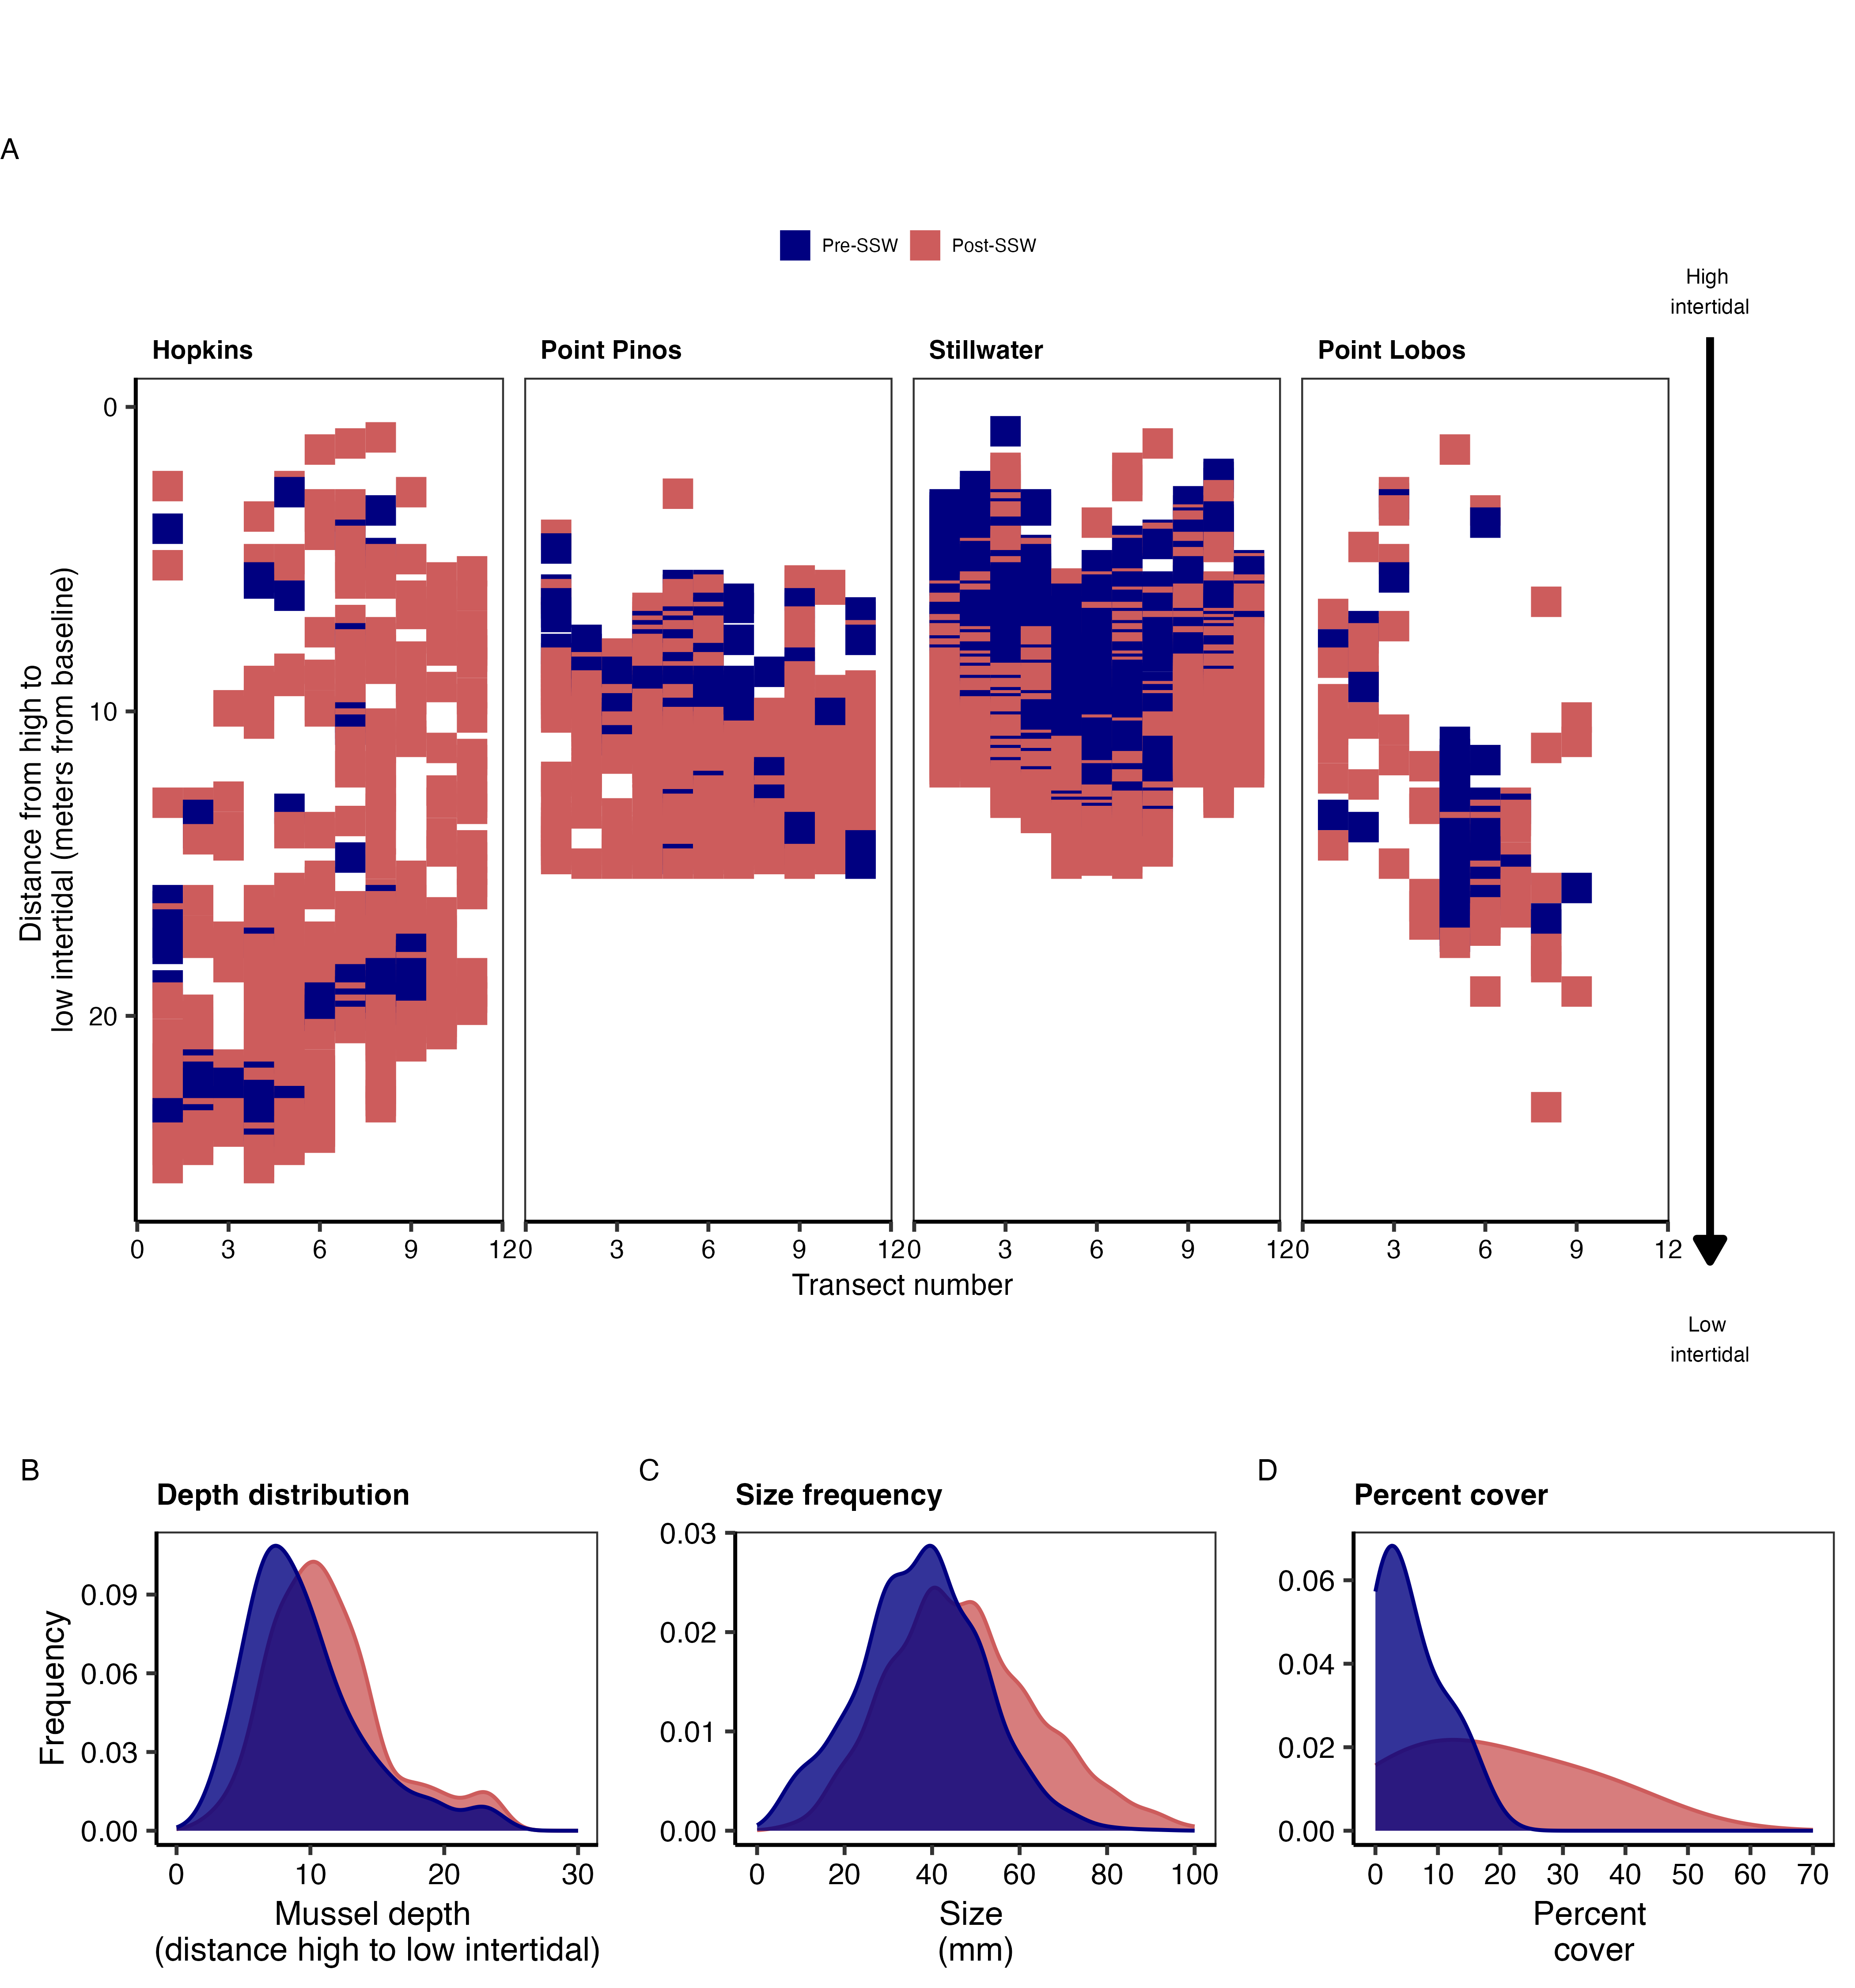 A
Pre-SSW Post-SSW
High
intertidal
Hopkins Point Pinos Stillwater Point Lobos
0
10
20
Distance from high to
low intertidal (meters from baseline)
0 3 6 9 12 0 3 6 9 12 0 3 6 9 12 0 3 6 9 12
Transect number
Low
intertidal
B
Depth distribution
Frequency
0.09
0.06
0.03
0.00
0 10 20 30
Mussel depth
(distance high to low intertidal)
C
Size frequency
0.03
0.02
0.01
0.00
0 20 40 60 80 100
Size
(mm)
D
Percent cover
0.06
0.04
0.02
0.00
0 10 20 30 40 50 60 70
Percent
cover